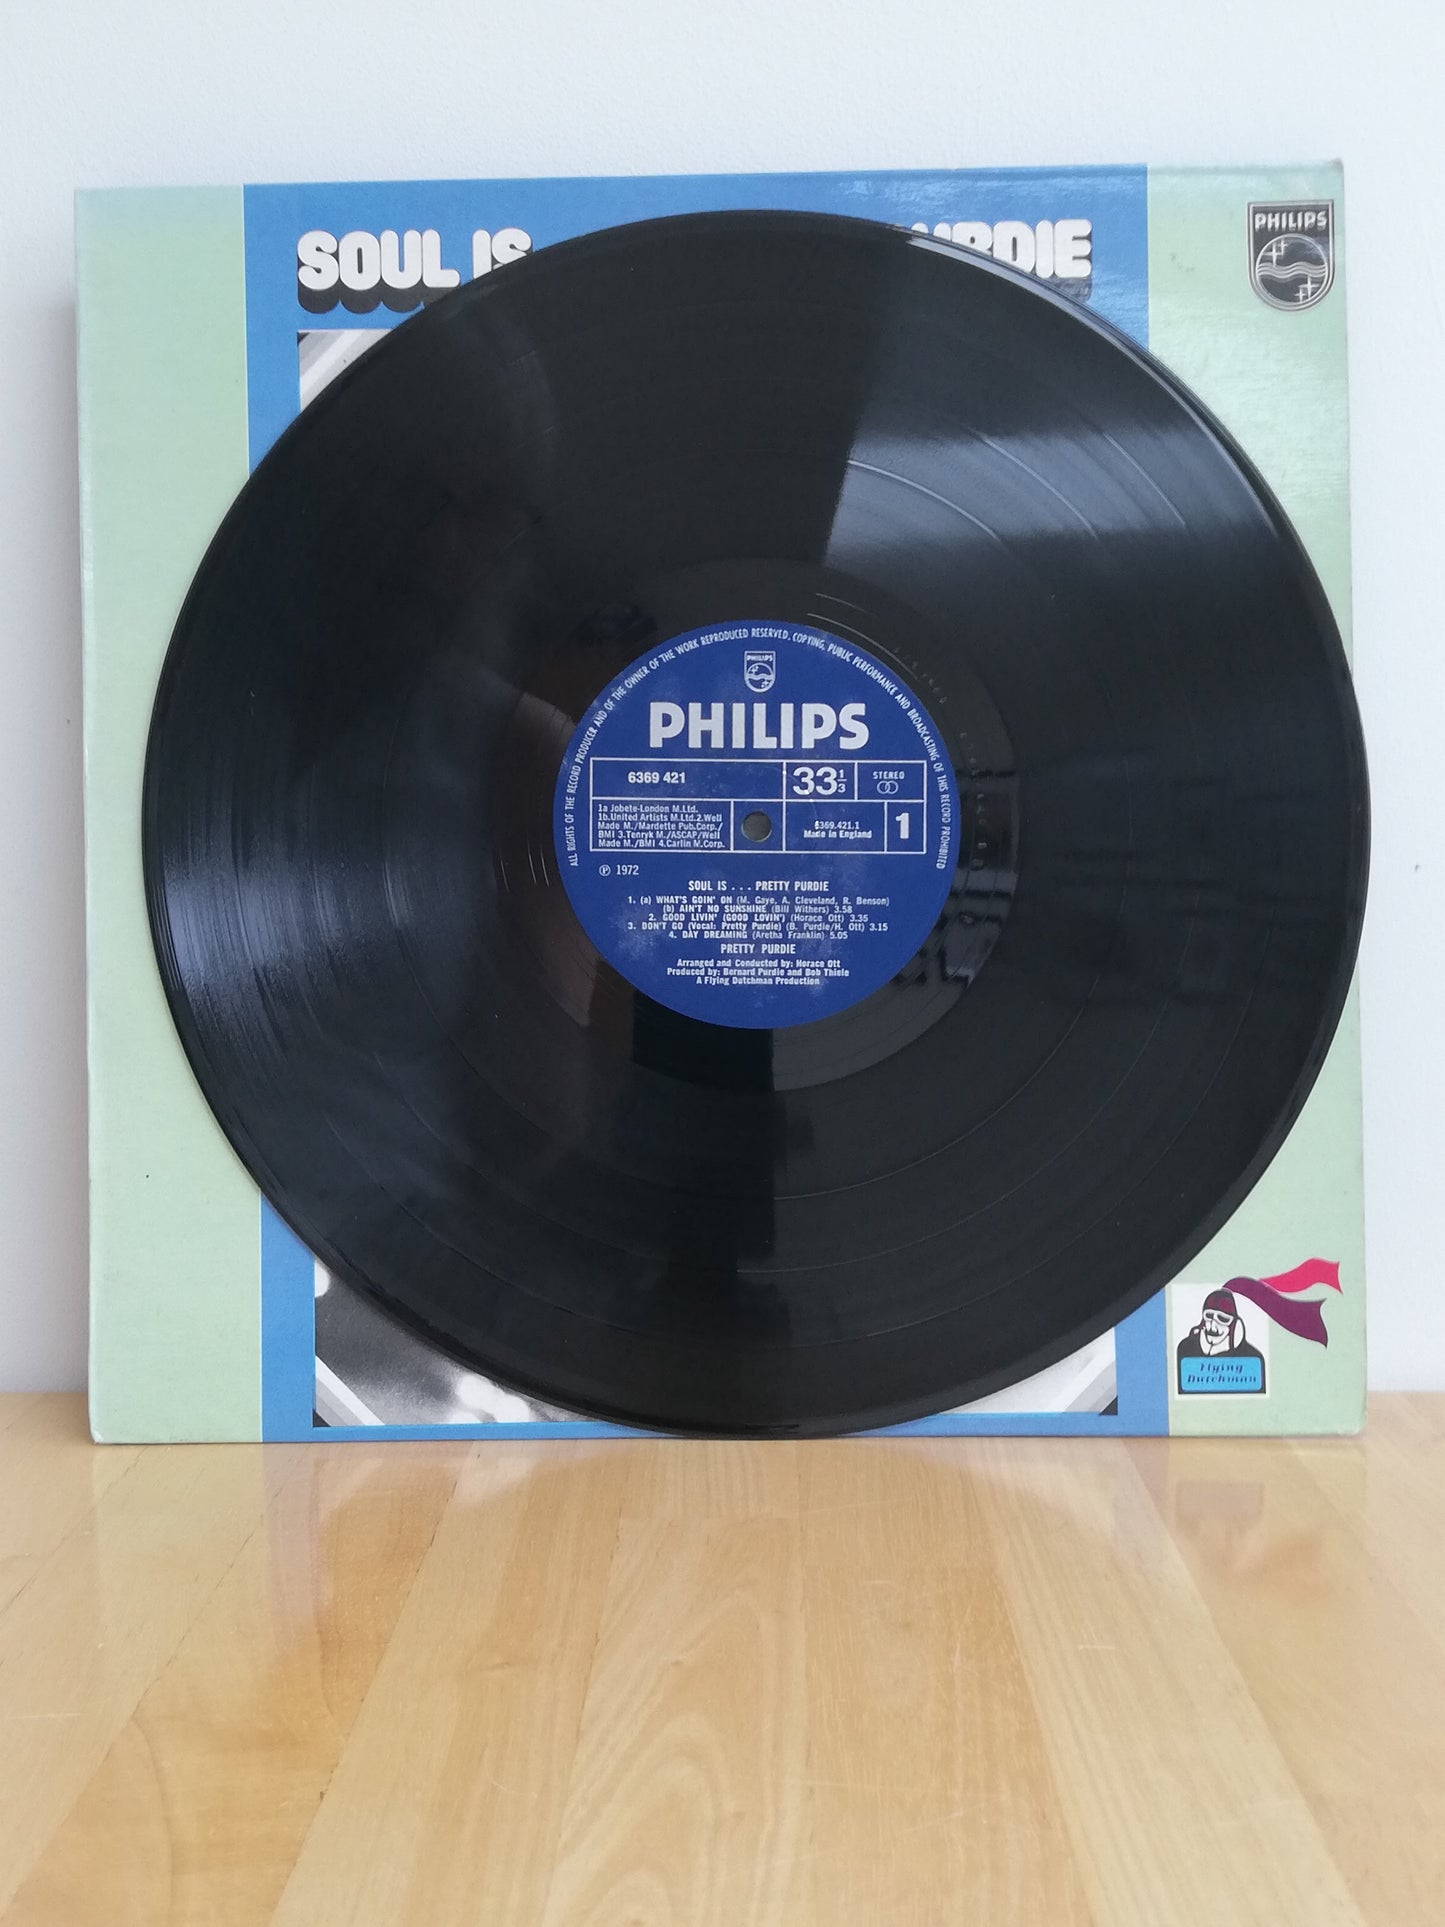 SOUL IS
PURDIE
PHILIPS
ALL RIGHTS OF THE RECORD PRODUCER AND OF THE OWNER OF THE WORK REPRODUCED RESERVED. COPYING, PUBLIC PERFORMANCE AND BROADCASTING OF THIS RECORD PROHIBITED
PHILIPS
PHILIPS
6369 421
33⅓
STEREO
1a Jobete-London M.Ltd.
1b.United Artists M.Ltd.2.Well
Made M./Mardette Pub.Corp./
BMI 3.Tenryk M./ASCAP/Well
Made M./BMI 4.Carlin M.Corp.
6369.421.1
Made in England
1
℗ 1972
SOUL IS . . . PRETTY PURDIE
1. (a) WHAT'S GOIN' ON (M. Gaye, A. Cleveland, R. Benson)
(b) AIN'T NO SUNSHINE (Bill Withers) 3.58
2. GOOD LIVIN' (GOOD LOVIN') (Horace Ott) 3.35
3. DON'T GO (Vocal: Pretty Purdie) (B. Purdie/H. Ott) 3.15
4. DAY DREAMING (Aretha Franklin) 5.05
PRETTY PURDIE
Arranged and Conducted by: Horace Ott
Produced by: Bernard Purdie and Bob Thiele
A Flying Dutchman Production
Flying
Dutchman